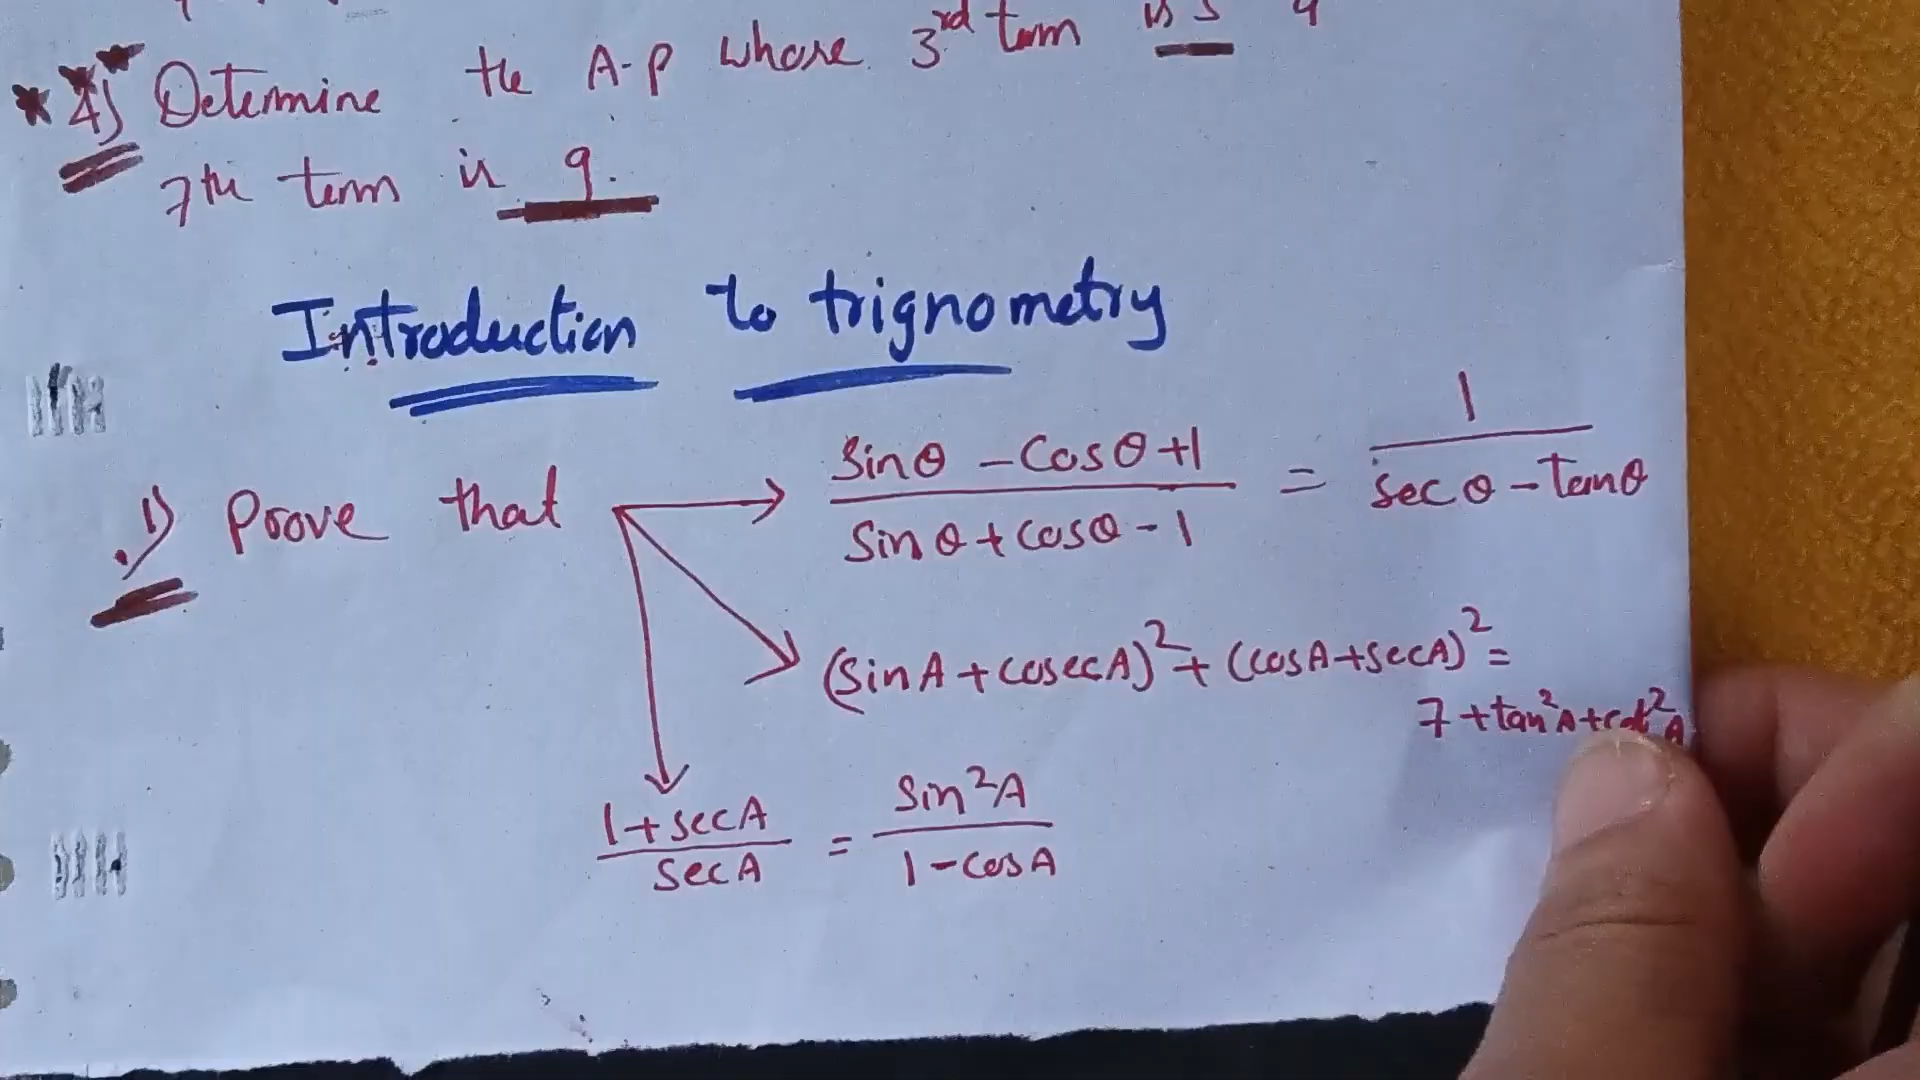 4) Determine the A-P whose 3rd term is 5
7th term is 9.
Introduction to trignometry
1) Prove that
sinθ - cosθ + 1 / sinθ + cosθ - 1 = 1 / secθ - tanθ
(sinA + cosecA)² + (cosA + secA)² =
7 + tan²A + cot²A
1 + secA / secA = sin²A / 1 - cosA